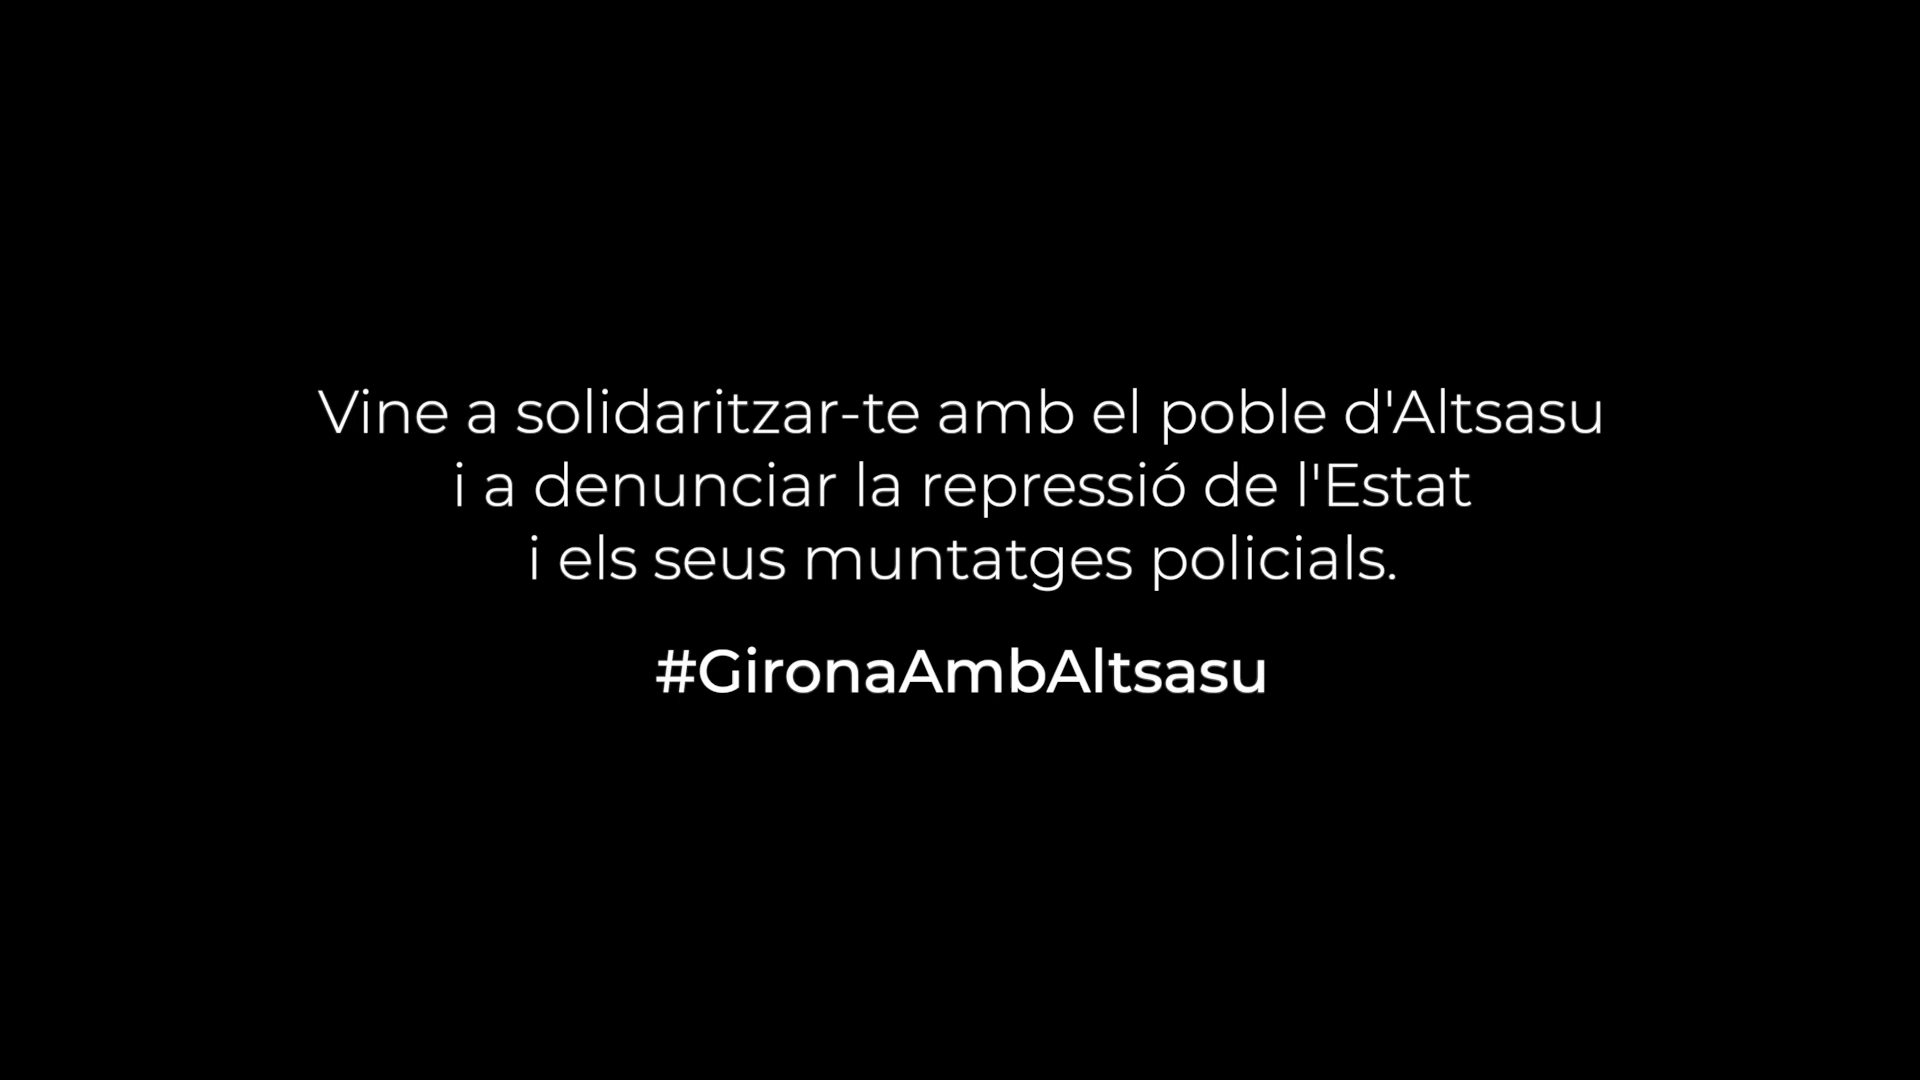 Vine a solidaritzar-te amb el poble d'Altsasu
i a denunciar la repressió de l'Estat
i els seus muntatges policials.
#GironaAmbAltsasu